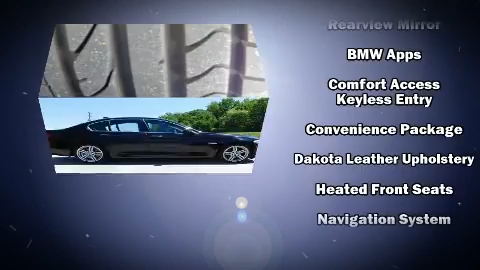 Rearview Mirror
BMW Apps
Comfort Access
Keyless Entry
Convenience Package
Dakota Leather Upholstery
Heated Front Seats
Navigation System